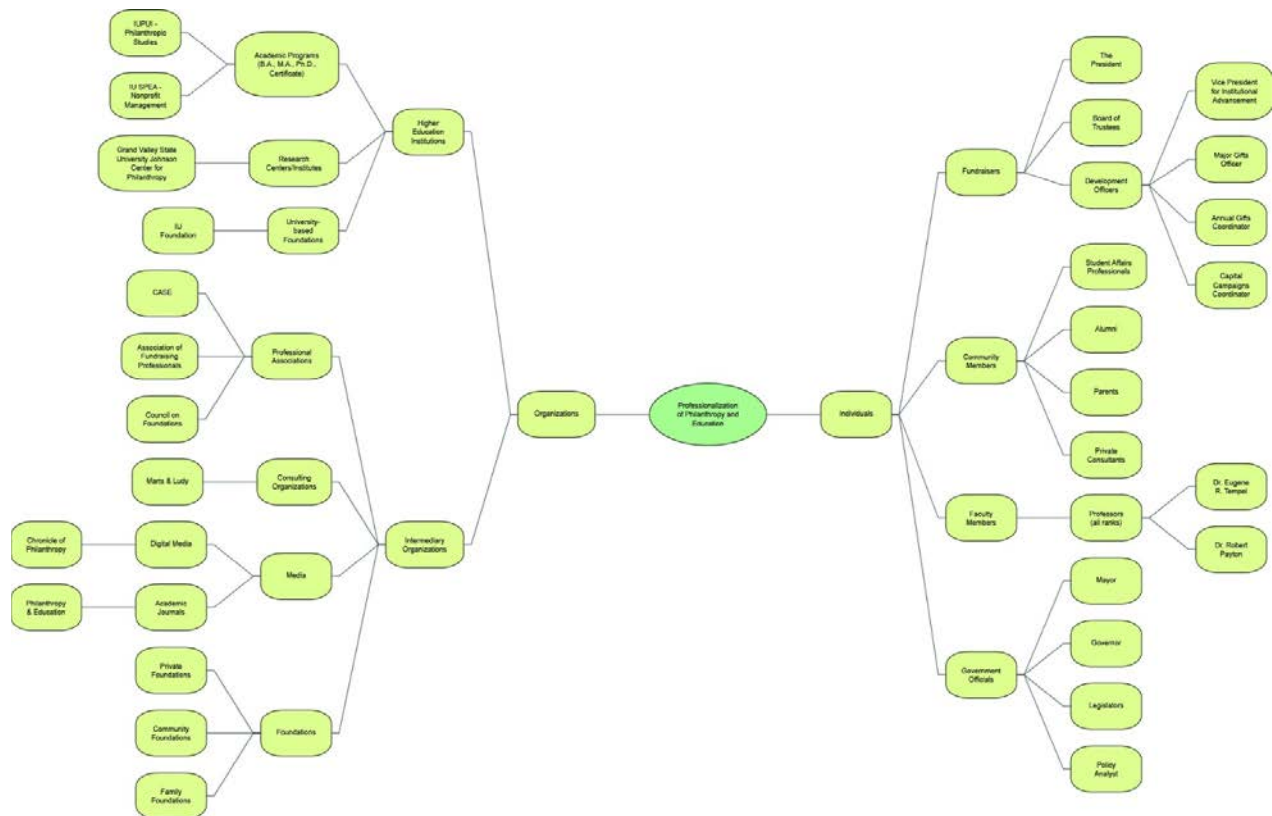 IUPUI -
Philanthropic
Studies
IU SPEA -
Nonprofit
Management
Academic Programs
(B.A., M.A., Ph.D.,
Certificate)
Grand Valley State
University Johnson
Center for
Philanthropy
Research
Centers/Institutes
IU
Foundation
University-
based
Foundations
Higher
Education
Institutions
CASE
Association of
Fundraising
Professionals
Council on
Foundations
Professional
Associations
Marts & Lundy
Consulting
Organizations
Chronicle of
Philanthropy
Digital Media
Philanthropy
& Education
Academic
Journals
Media
Intermediary
Organizations
Private
Foundations
Community
Foundations
Family
Foundations
Foundations
Organizations
Professionalization
of Philanthropy and
Education
Individuals
Fundraisers
The
President
Board of
Trustees
Development
Officers
Vice President
for Institutional
Advancement
Major Gifts
Officer
Annual Gifts
Coordinator
Capital
Campaigns
Coordinator
Community
Members
Student Affairs
Professionals
Alumni
Parents
Private
Consultants
Faculty
Members
Professors
(all ranks)
Dr. Eugene
R. Tempel
Dr. Robert
Payton
Government
Officials
Mayor
Governor
Legislators
Policy
Analyst